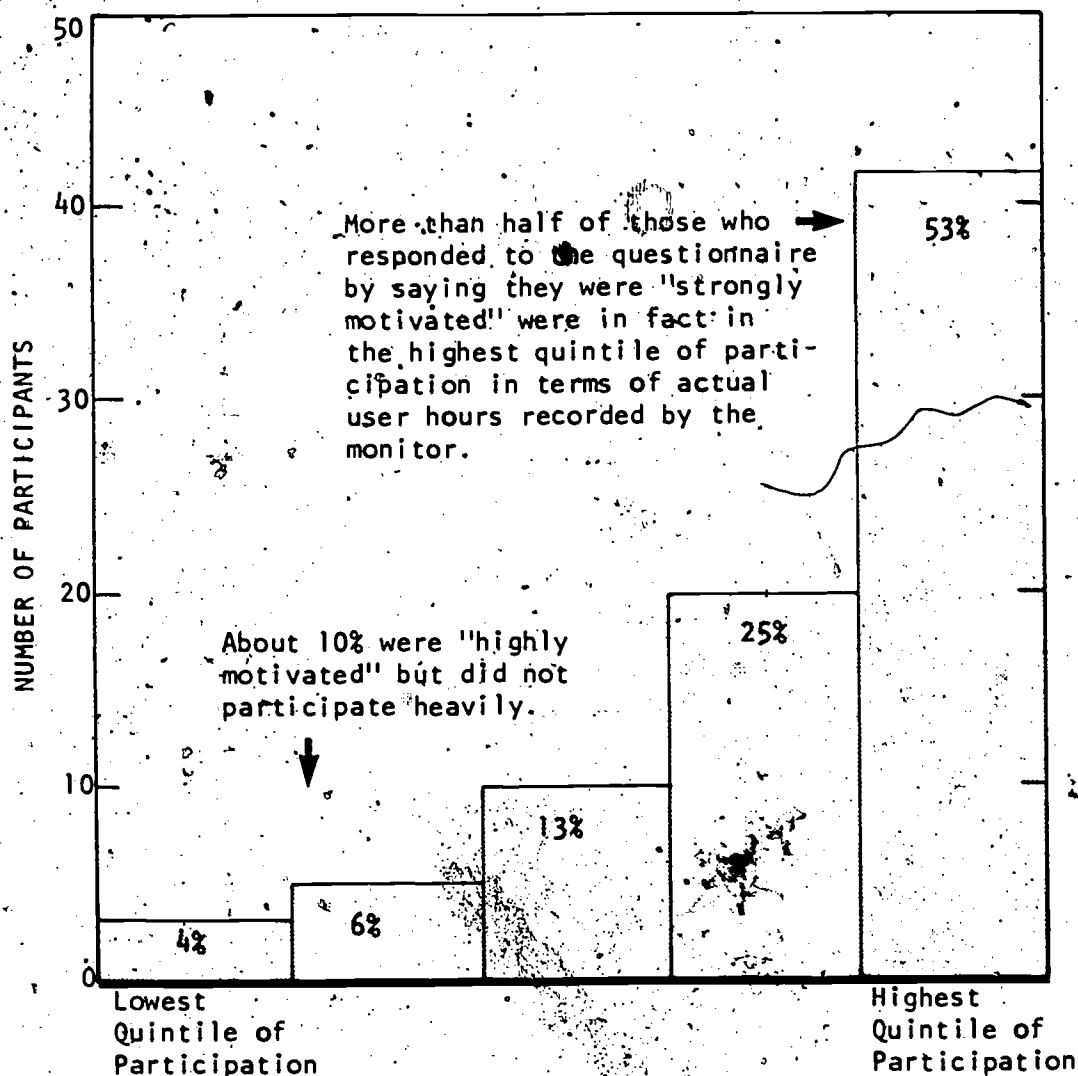 50
40
30
20
10
0
NUMBER OF PARTICIPANTS
More than half of those who
responded to the questionnaire
by saying they were "strongly
motivated" were in fact in
the highest quintile of parti-
cipation in terms of actual
user hours recorded by the
monitor.
53%
About 10% were "highly
motivated" but did not
participate heavily.
25%
13%
6%
4%
Lowest
Quintile of
Participation
Highest
Quintile of
Participation